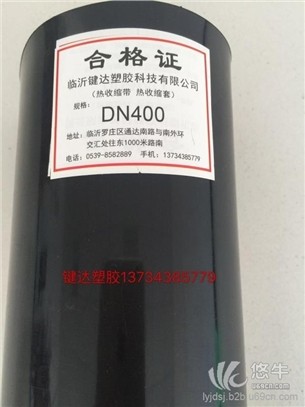 合格证
临沂键达塑胶科技有限公司
（热收缩带 热收缩套）
规格: DN400
地址: 临沂罗庄区通达南路与南外环
交汇处往东1000米路南
电话: 0539-8582889 手机: 13734385779
键达塑胶13734385779
悠牛
lyjdsj.b2b.u69cn.com